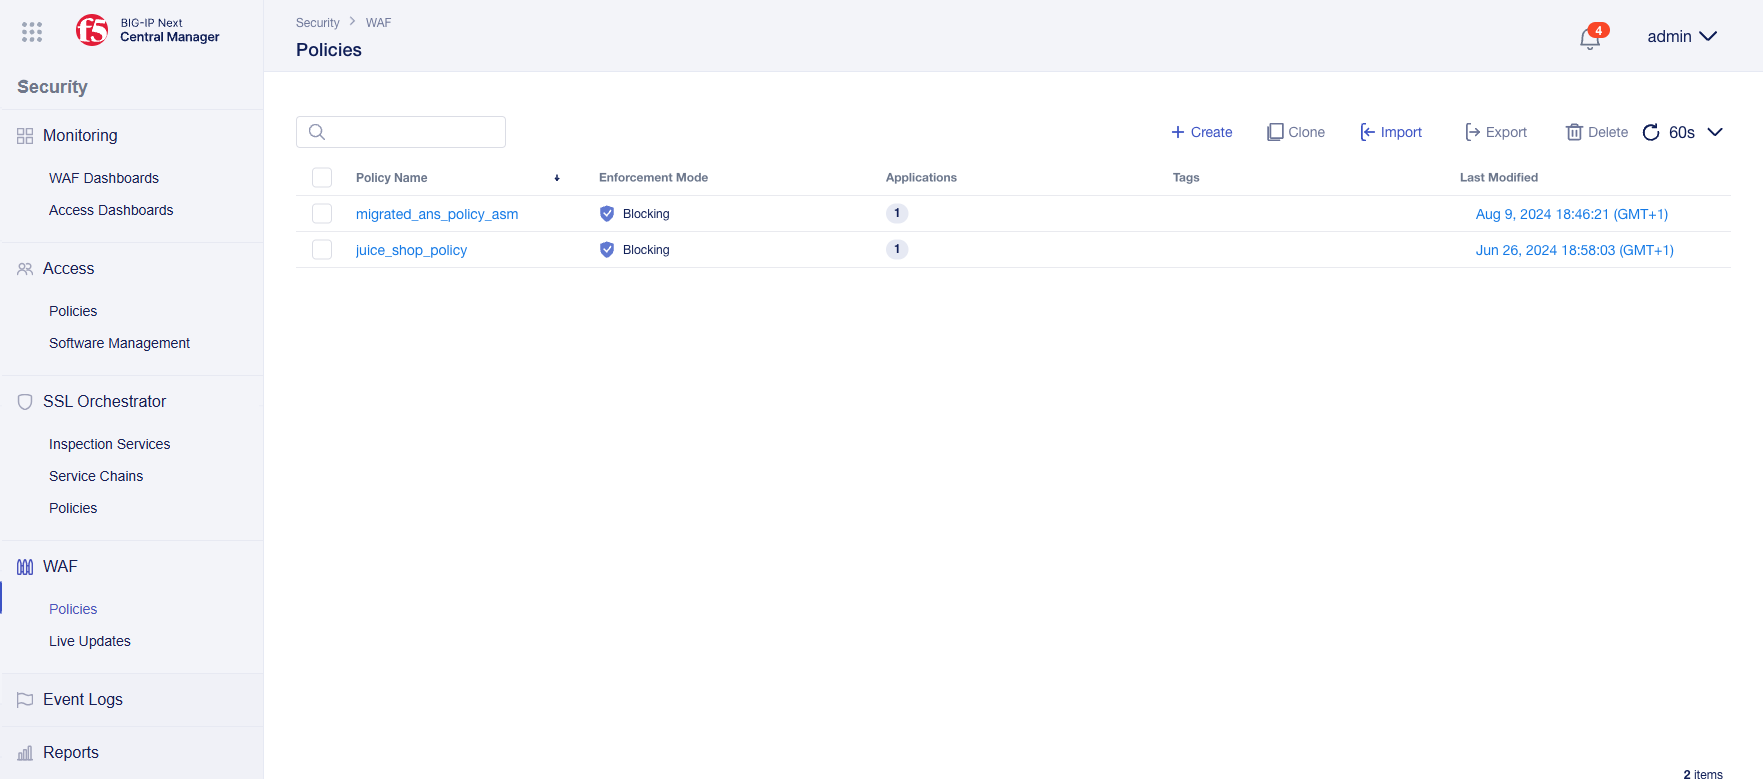 f5
BIG-IP Next
Central Manager
Security
Monitoring
WAF Dashboards
Access Dashboards
Access
Policies
Software Management
SSL Orchestrator
Inspection Services
Service Chains
Policies
WAF
Policies
Live Updates
Event Logs
Reports
Security > WAF
Policies
4
admin
Create Clone Import Export Delete 60s
Policy Name Enforcement Mode Applications Tags Last Modified
migrated_ans_policy_asm Blocking 1 Aug 9, 2024 18:46:21 (GMT+1)
juice_shop_policy Blocking 1 Jun 26, 2024 18:58:03 (GMT+1)
2 items